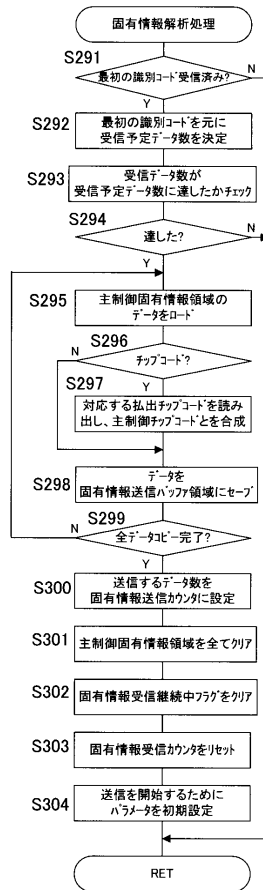 固有情報解析処理
S291
最初の識別コード受信済み?
N
Y
S292
最初の識別コードを元に
受信予定データ数を決定
S293
受信データ数が
受信予定データ数に達したかチェック
S294
達した?
N
Y
S295
主制御固有情報領域の
データをロード
S296
チップコード?
N
Y
S297
対応する払出チップコードを読み
出し、主制御チップコードとを合成
S298
データを
固有情報送信バッファ領域にセーブ
S299
N
全データコピー完了?
Y
S300
送信するデータ数を
固有情報送信カウンタに設定
S301
主制御固有情報領域を全てクリア
S302
固有情報受信継続中フラグをクリア
S303
固有情報受信カウンタをリセット
S304
送信を開始するために
パラメータを初期設定
RET